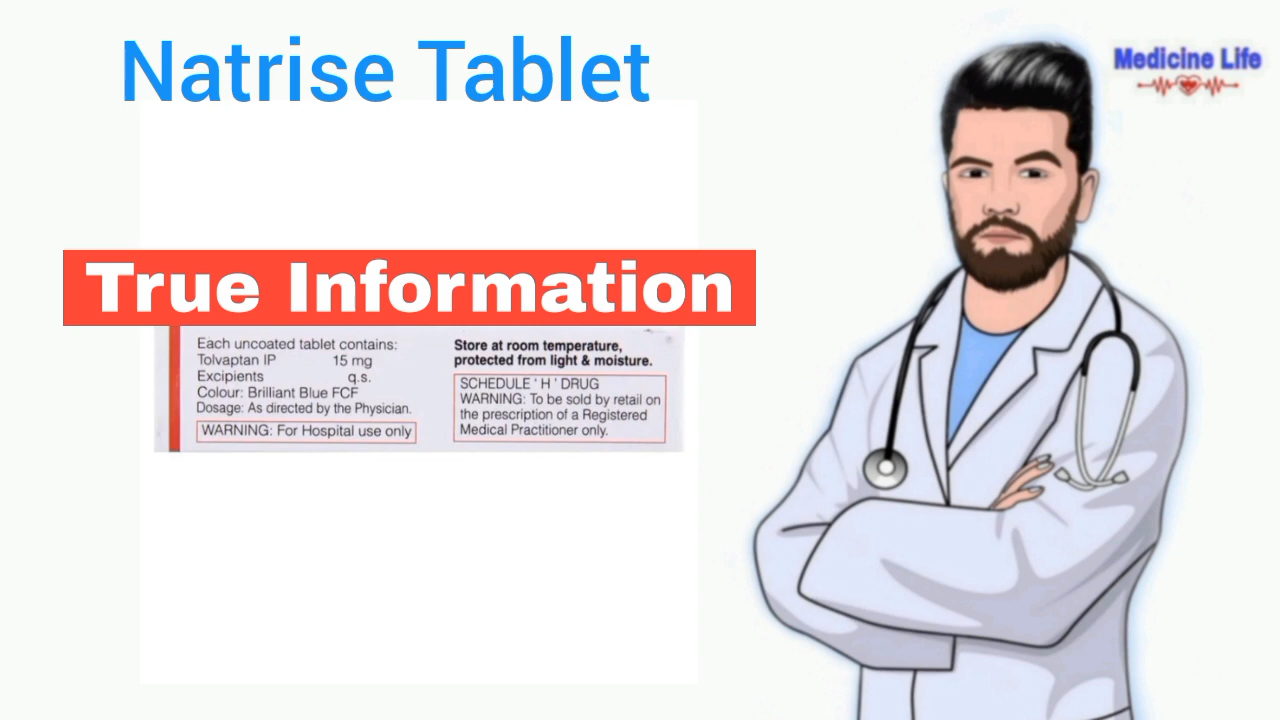 Natrise Tablet
Medicine Life
True Information
Each uncoated tablet contains:
Tolvaptan IP 15 mg
Excipients q.s.
Colour: Brilliant Blue FCF
Dosage: As directed by the Physician.
WARNING: For Hospital use only
Store at room temperature,
protected from light & moisture.
SCHEDULE ' H ' DRUG
WARNING: To be sold by retail on
the prescription of a Registered
Medical Practitioner only.